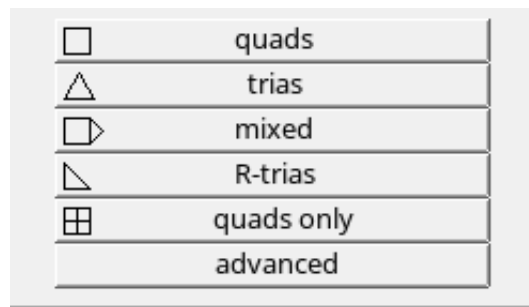 quads
trias
mixed
R-trias
quads only
advanced